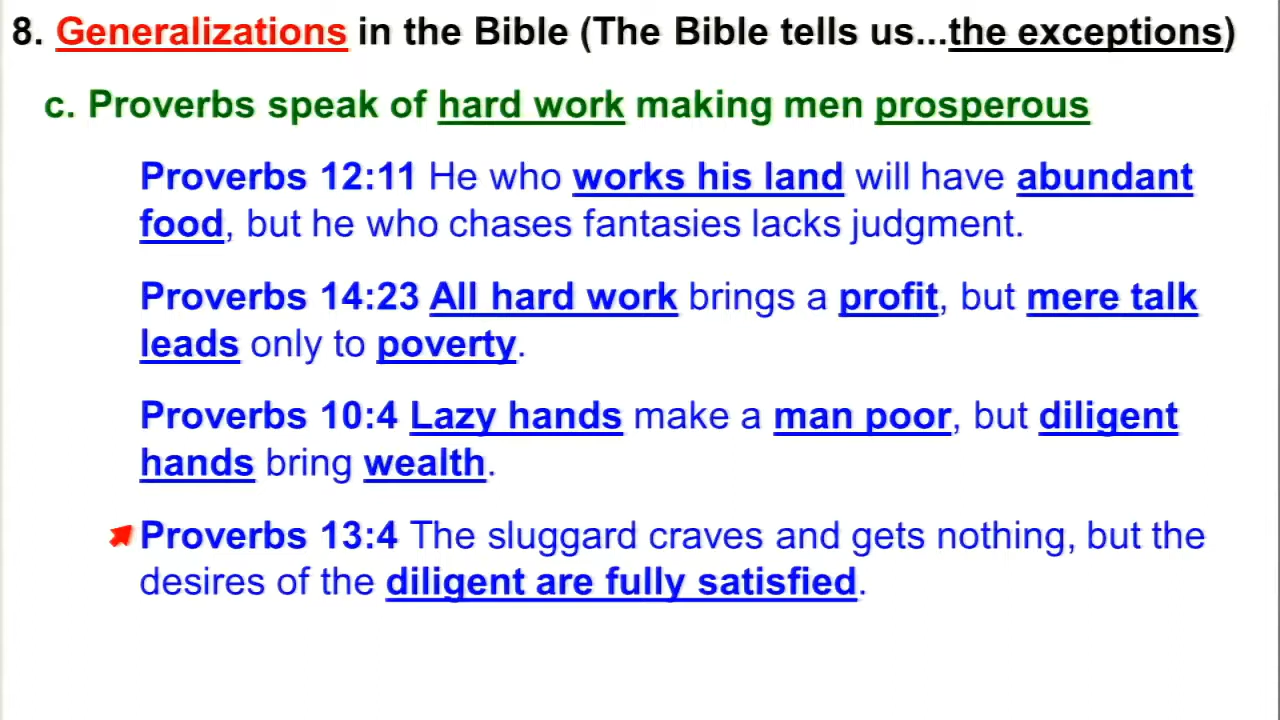 8. Generalizations in the Bible (The Bible tells us...the exceptions)
c. Proverbs speak of hard work making men prosperous
Proverbs 12:11 He who works his land will have abundant
food, but he who chases fantasies lacks judgment.
Proverbs 14:23 All hard work brings a profit, but mere talk
leads only to poverty.
Proverbs 10:4 Lazy hands make a man poor, but diligent
hands bring wealth.
Proverbs 13:4 The sluggard craves and gets nothing, but the
desires of the diligent are fully satisfied.